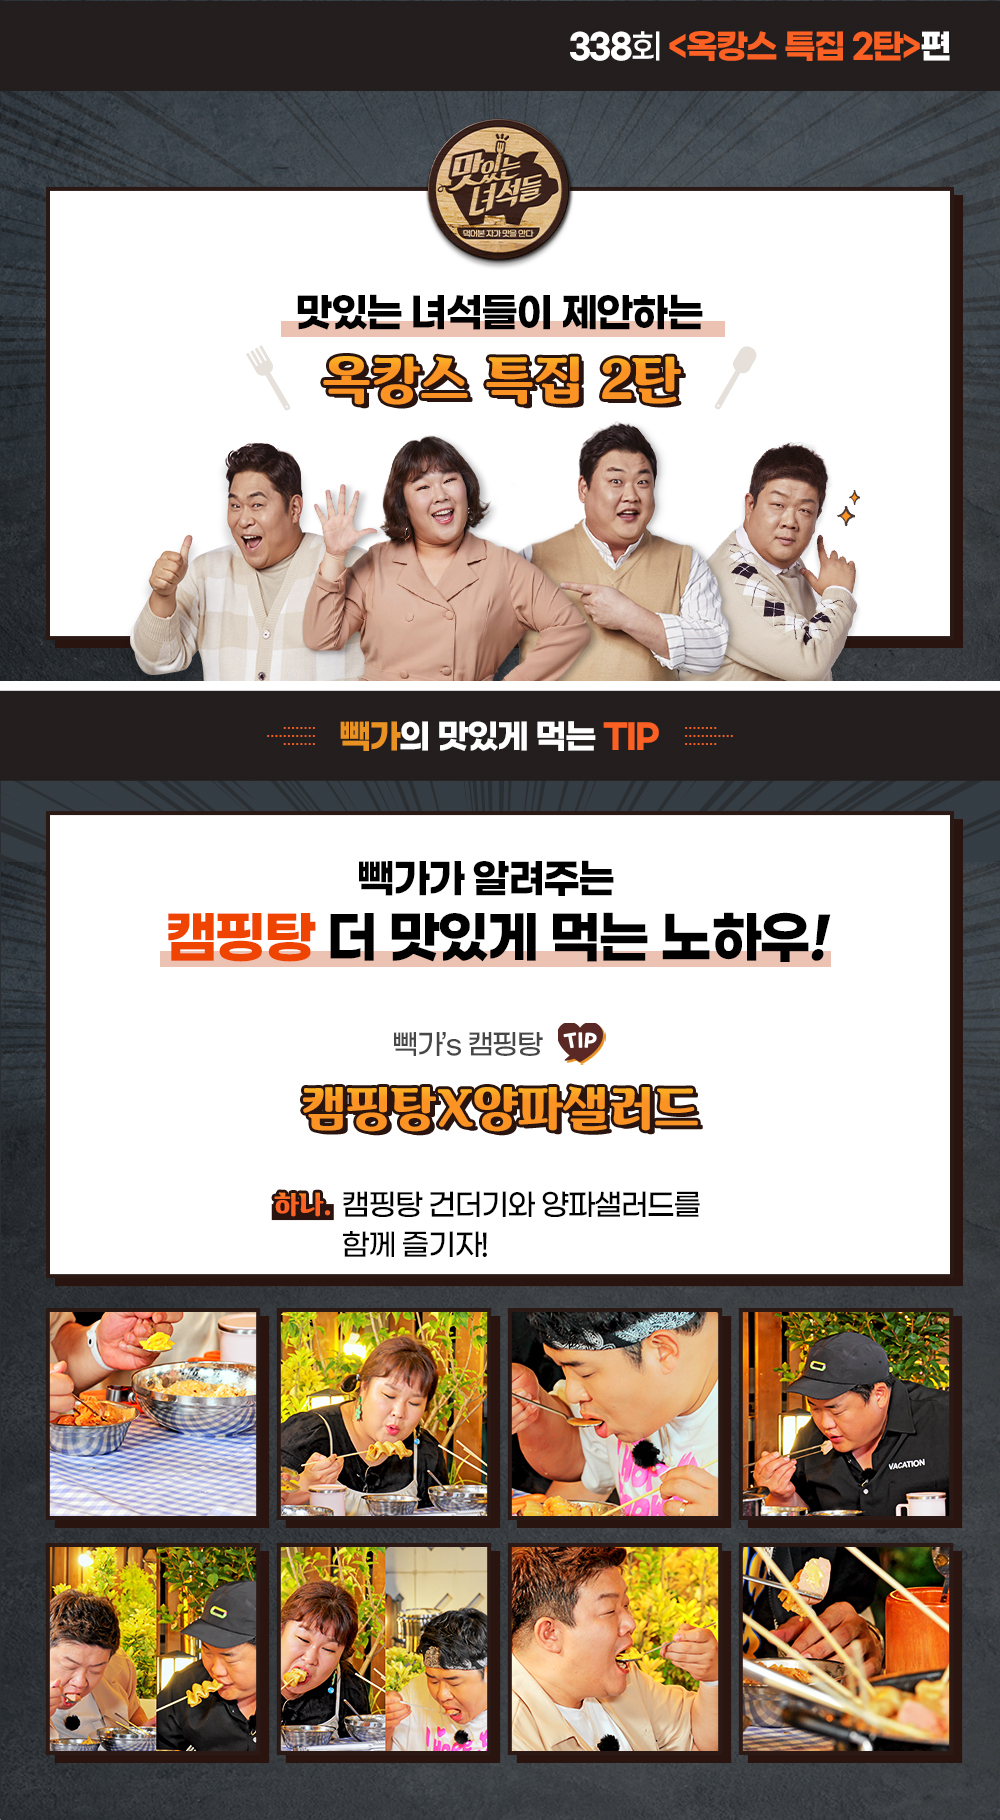 338회 <옥캉스 특집 2탄>편
맛있는
녀석들
먹어본 자가 맛을 안다
맛있는 녀석들이 제안하는
옥캉스 특집 2탄
빽가의 맛있게 먹는 TIP
빽가가 알려주는
캠핑탕 더 맛있게 먹는 노하우!
빽가's 캠핑탕 TIP
캠핑탕X양파샐러드
하나. 캠핑탕 건더기와 양파샐러드를
함께 즐기자!
VACATION